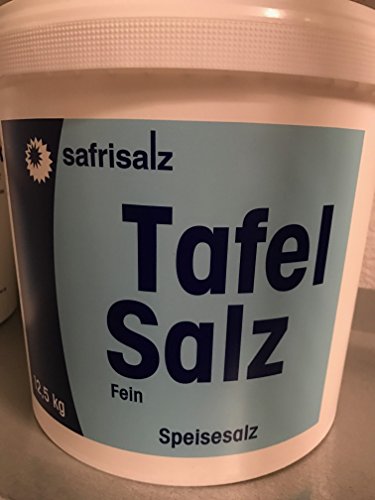 safrisalz
Tafel
Salz
Fein
12,5 kg
Speisesalz